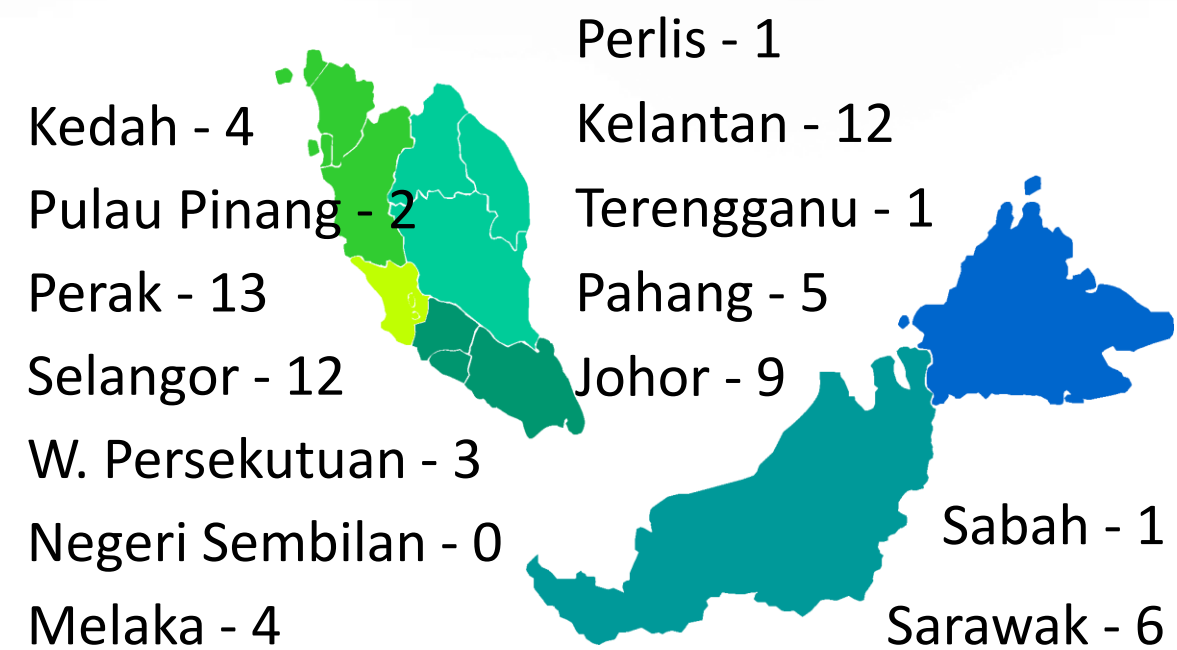 Kedah - 4
Pulau Pinang - 2
Perak - 13
Selangor - 12
W. Persekutuan - 3
Negeri Sembilan - 0
Melaka - 4
Perlis - 1
Kelantan - 12
Terengganu - 1
Pahang - 5
Johor - 9
Sabah - 1
Sarawak - 6